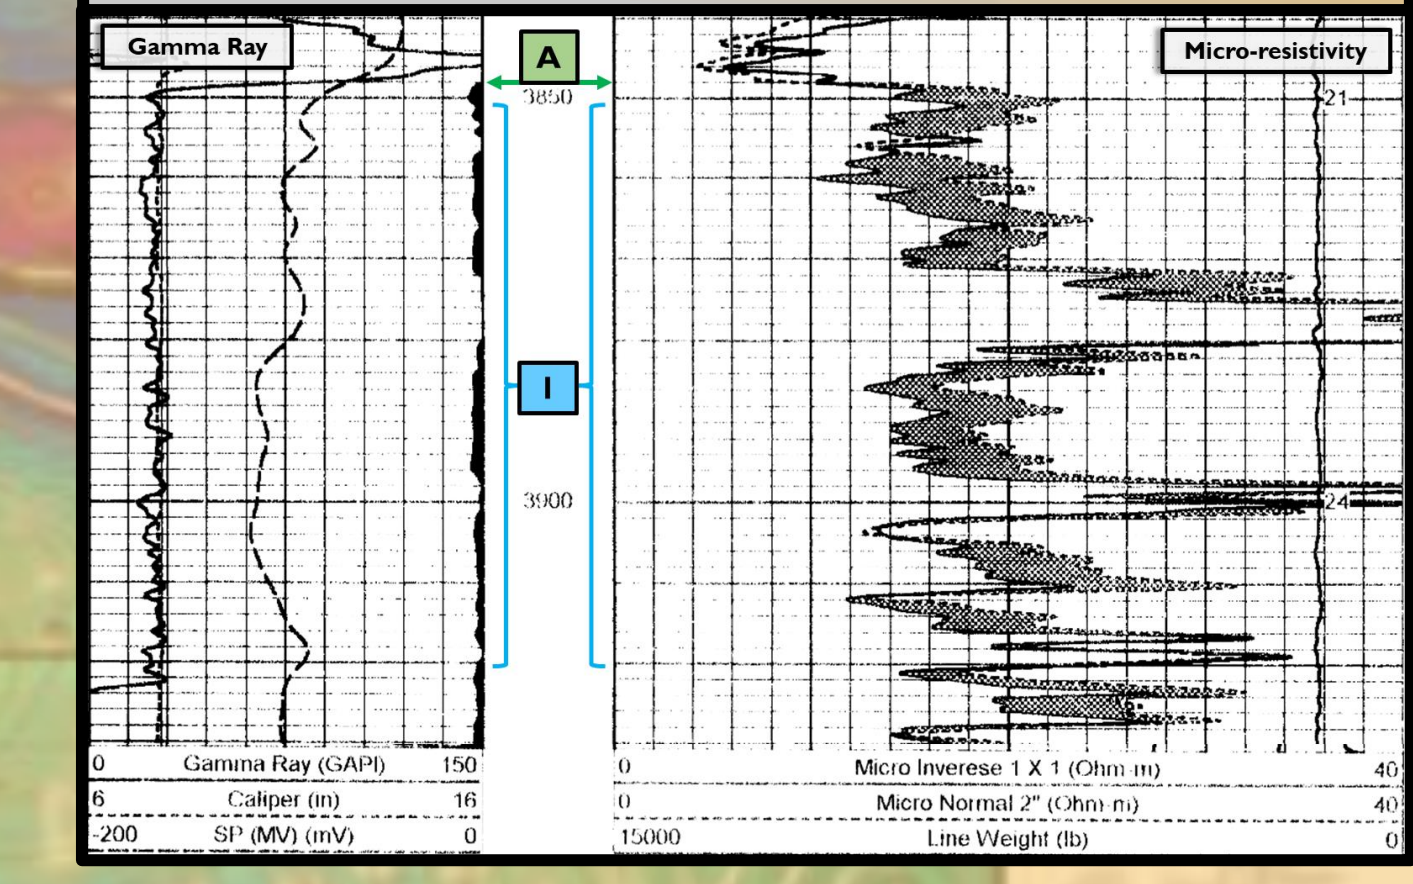 Gamma Ray
A
Micro-resistivity
3850
21
I
3900
24
0 Gamma Ray (GAPI) 150
0 Micro Inverese 1 X 1 (Ohm-m) 40
6 Caliper (in) 16
0 Micro Normal 2" (Ohm-m) 40
-200 SP (MV) (mV) 0
15000 Line Weight (lb) 0